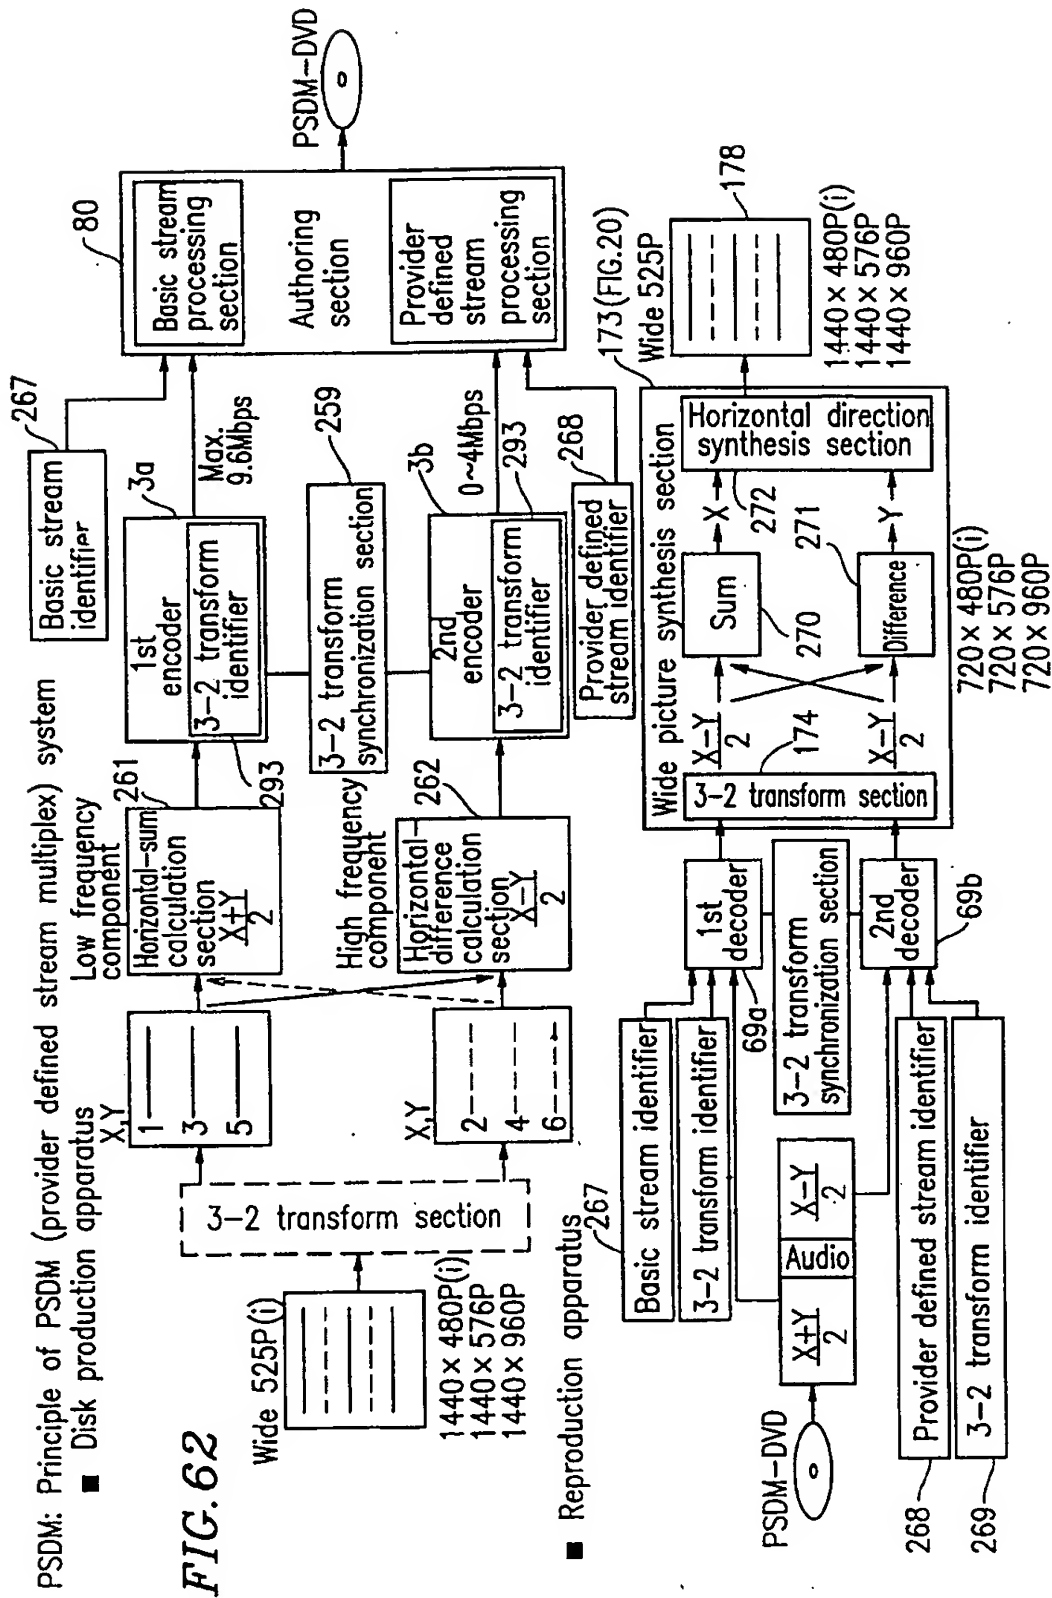 FIG.62
PSDM: Principle of PSDM (provider defined stream multiplex) system
■ Disk production apparatus
Wide 525P(i)
1440×480P(i)
1440×576P
1440×960P
3-2 transform section
X,Y
1
3
5
X,Y
2
4
6
Low frequency
component
261
Horizontal-sum
calculation
section
X+Y
2
High frequency
component
262
Horizontal-
difference
calculation
section
X-Y
2
Basic stream
identifier
267
3a
1st
encoder
3-2 transform
identifier
293
Max.
9.6Mbps
259
3-2 transform
synchronization section
3b
2nd
encoder
3-2 transform
identifier
293
0~4Mbps
Provider defined
stream identifier
268
80
Basic stream
processing
section
Authoring
section
Provider
defined
stream
processing
section
PSDM-DVD
■ Reproduction apparatus
PSDM-DVD
X+Y
2
Audio
X-Y
2
267
Basic stream identifier
3-2 transform identifier
Provider defined stream identifier
268
3-2 transform identifier
269
69a
1st
decoder
3-2 transform
synchronization section
2nd
decoder
69b
173(FIG.20)
Wide picture synthesis section
3-2 transform section
174
X-Y
2
X-Y
2
Sum
270
Difference
271
X
Y
272
Horizontal direction
synthesis section
720×480P(i)
720×576P
720×960P
Wide 525P
178
1440×480P(i)
1440×576P
1440×960P